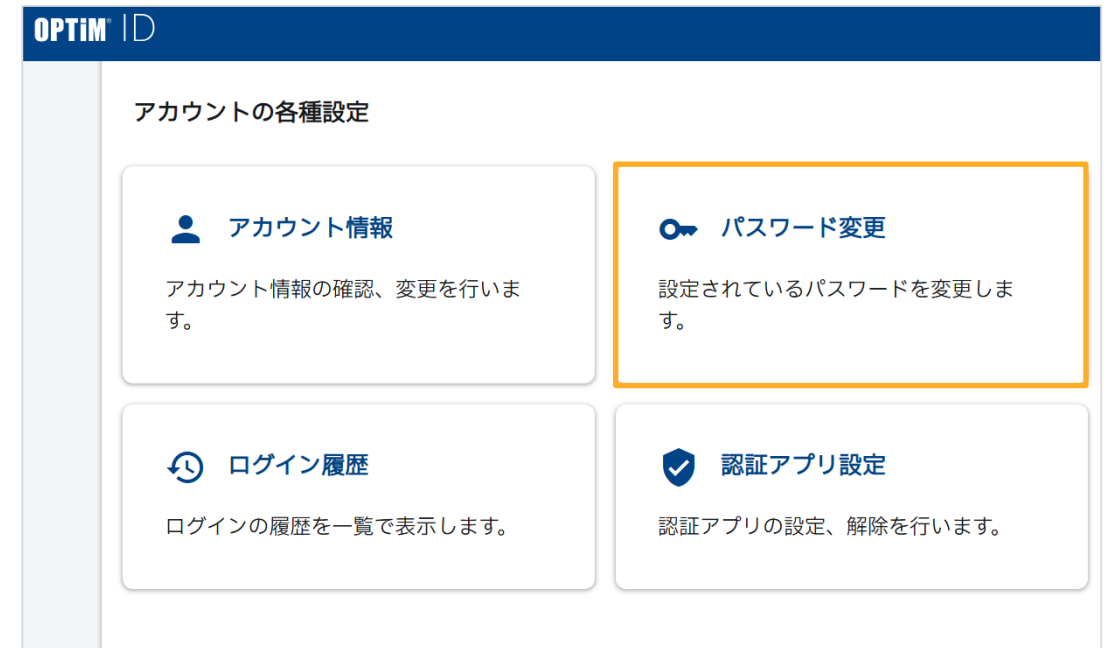 OPTiM® ID
アカウントの各種設定
アカウント情報
アカウント情報の確認、変更を行いま
す。
パスワード変更
設定されているパスワードを変更しま
す。
ログイン履歴
ログインの履歴を一覧で表示します。
認証アプリ設定
認証アプリの設定、解除を行います。